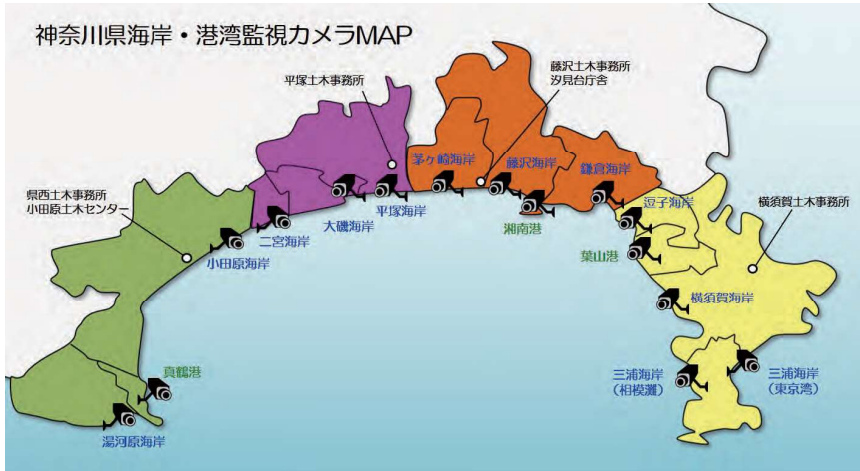 神奈川県海岸・港湾監視カメラMAP
藤沢土木事務所
汐見台庁舎
平塚土木事務所
茅ヶ崎海岸
藤沢海岸
鎌倉海岸
県西土木事務所
小田原土木センター
二宮海岸
大磯海岸
平塚海岸
湘南港
逗子海岸
横須賀土木事務所
小田原海岸
葉山港
横須賀海岸
真鶴港
三浦海岸
(相模灘)
三浦海岸
(東京湾)
湯河原海岸